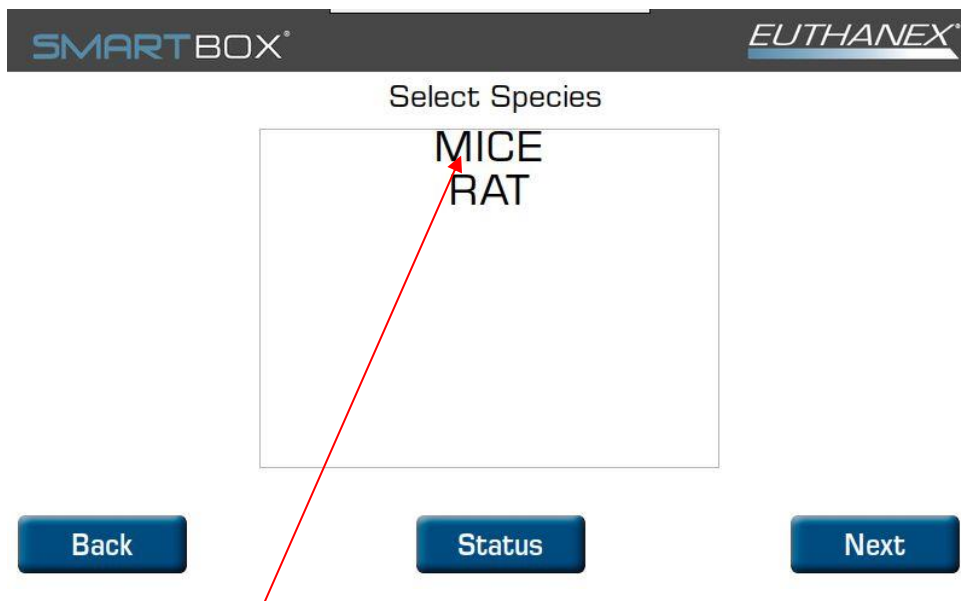 SMARTBOX® EUTHANEX®
Select Species
MICE
RAT
Back Status Next